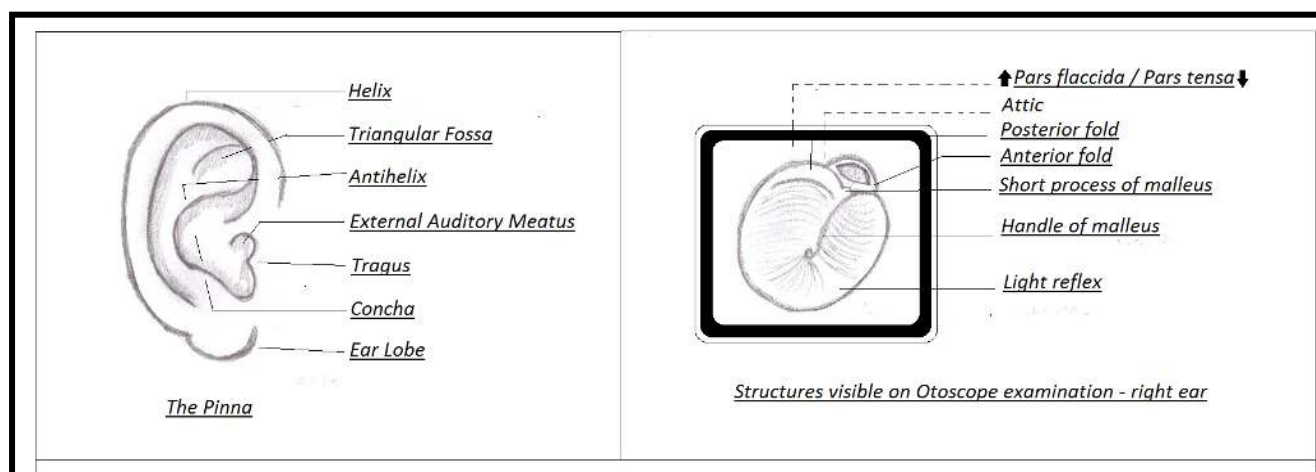 Helix
Triangular Fossa
Antihelix
External Auditory Meatus
Tragus
Concha
Ear Lobe
The Pinna
⬆Pars flaccida / Pars tensa⬇
Attic
Posterior fold
Anterior fold
Short process of malleus
Handle of malleus
Light reflex
Structures visible on Otoscope examination - right ear